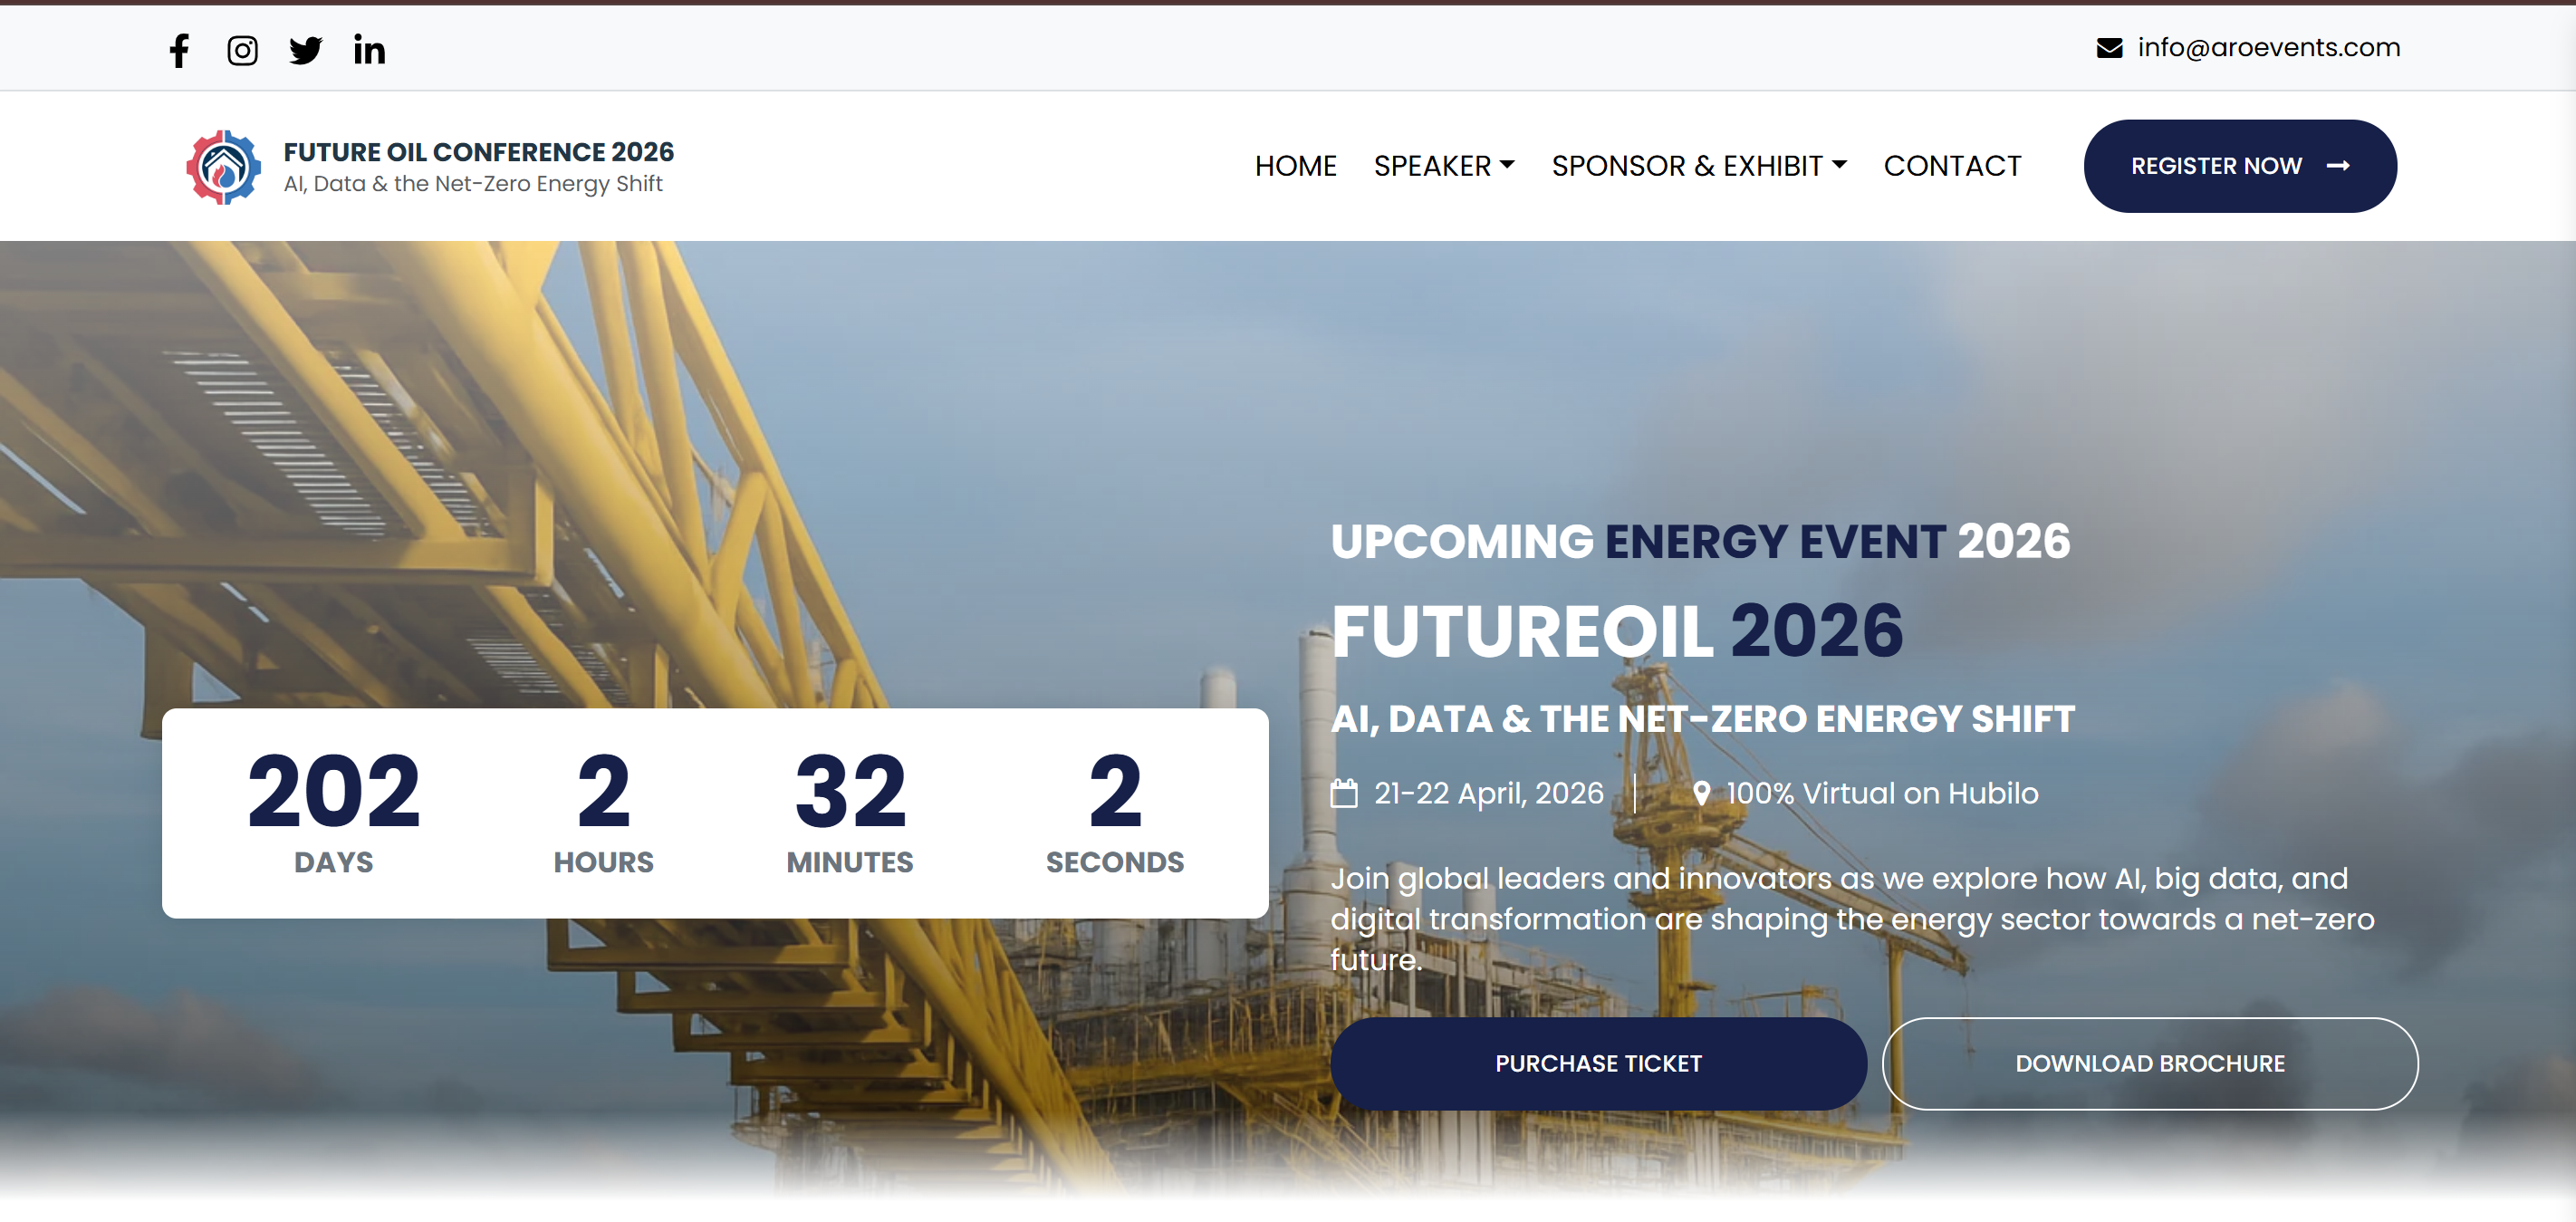 info@aroevents.com
FUTURE OIL CONFERENCE 2026
AI, Data & the Net-Zero Energy Shift
HOME SPEAKER SPONSOR & EXHIBIT CONTACT REGISTER NOW
UPCOMING ENERGY EVENT 2026
FUTUREOIL 2026
AI, DATA & THE NET-ZERO ENERGY SHIFT
21-22 April, 2026 100% Virtual on Hubilo
Join global leaders and innovators as we explore how AI, big data, and
digital transformation are shaping the energy sector towards a net-zero
future.
PURCHASE TICKET DOWNLOAD BROCHURE
202 2 32 2
DAYS HOURS MINUTES SECONDS